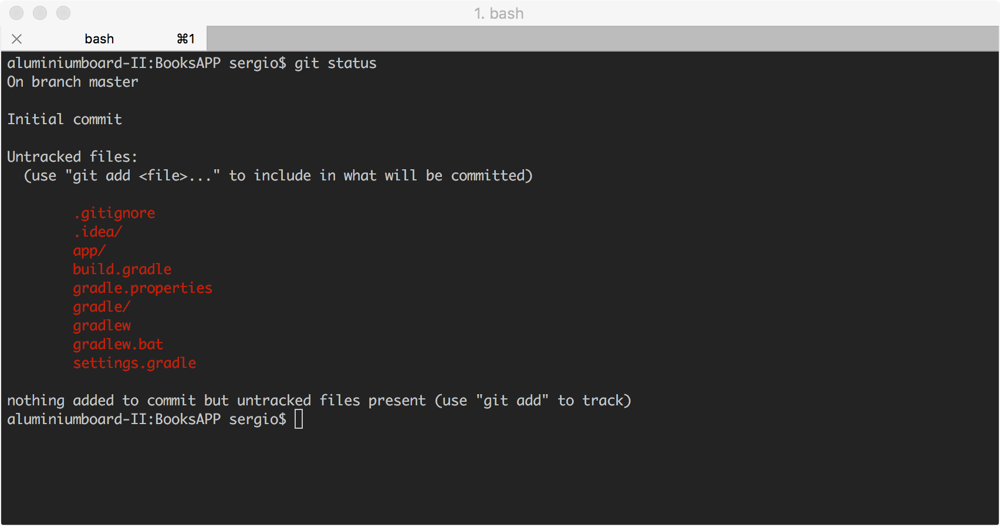 1. bash
bash ⌘1
aluminiumboard-II:BooksAPP sergio$ git status
On branch master
Initial commit
Untracked files:
  (use "git add <file>..." to include in what will be committed)
        .gitignore
        .idea/
        app/
        build.gradle
        gradle.properties
        gradle/
        gradlew
        gradlew.bat
        settings.gradle
nothing added to commit but untracked files present (use "git add" to track)
aluminiumboard-II:BooksAPP sergio$